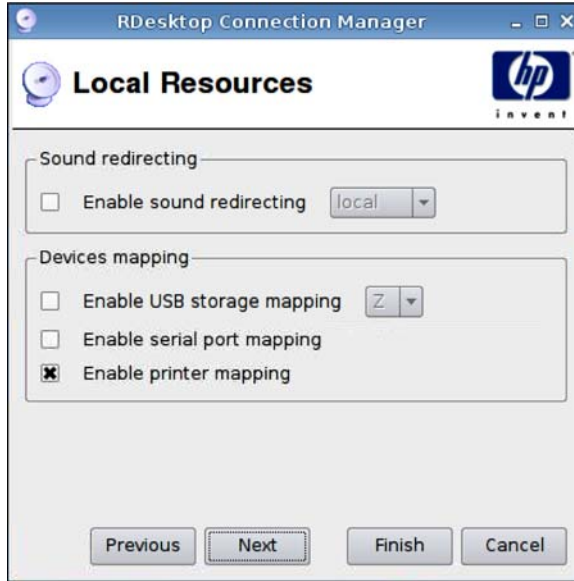 RDesktop Connection Manager
Local Resources
hp
invent
Sound redirecting
Enable sound redirecting local
Devices mapping
Enable USB storage mapping Z
Enable serial port mapping
Enable printer mapping
Previous Next Finish Cancel